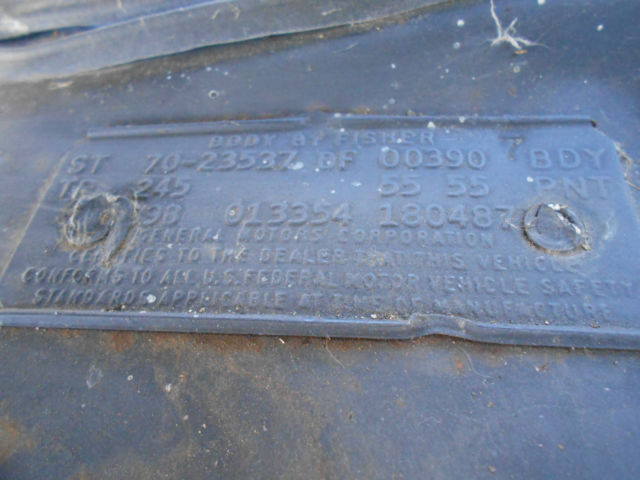 BODY BY FISHER
ST 70-23537 DF 00390 BDY
TR 245 55 55 PNT
98 013354 180487
GENERAL MOTORS CORPORATION
CERTIFIES TO THE DEALER THAT THIS VEHICLE
CONFORMS TO ALL U.S. FEDERAL MOTOR VEHICLE SAFETY
STANDARDS APPLICABLE AT TIME OF MANUFACTURE